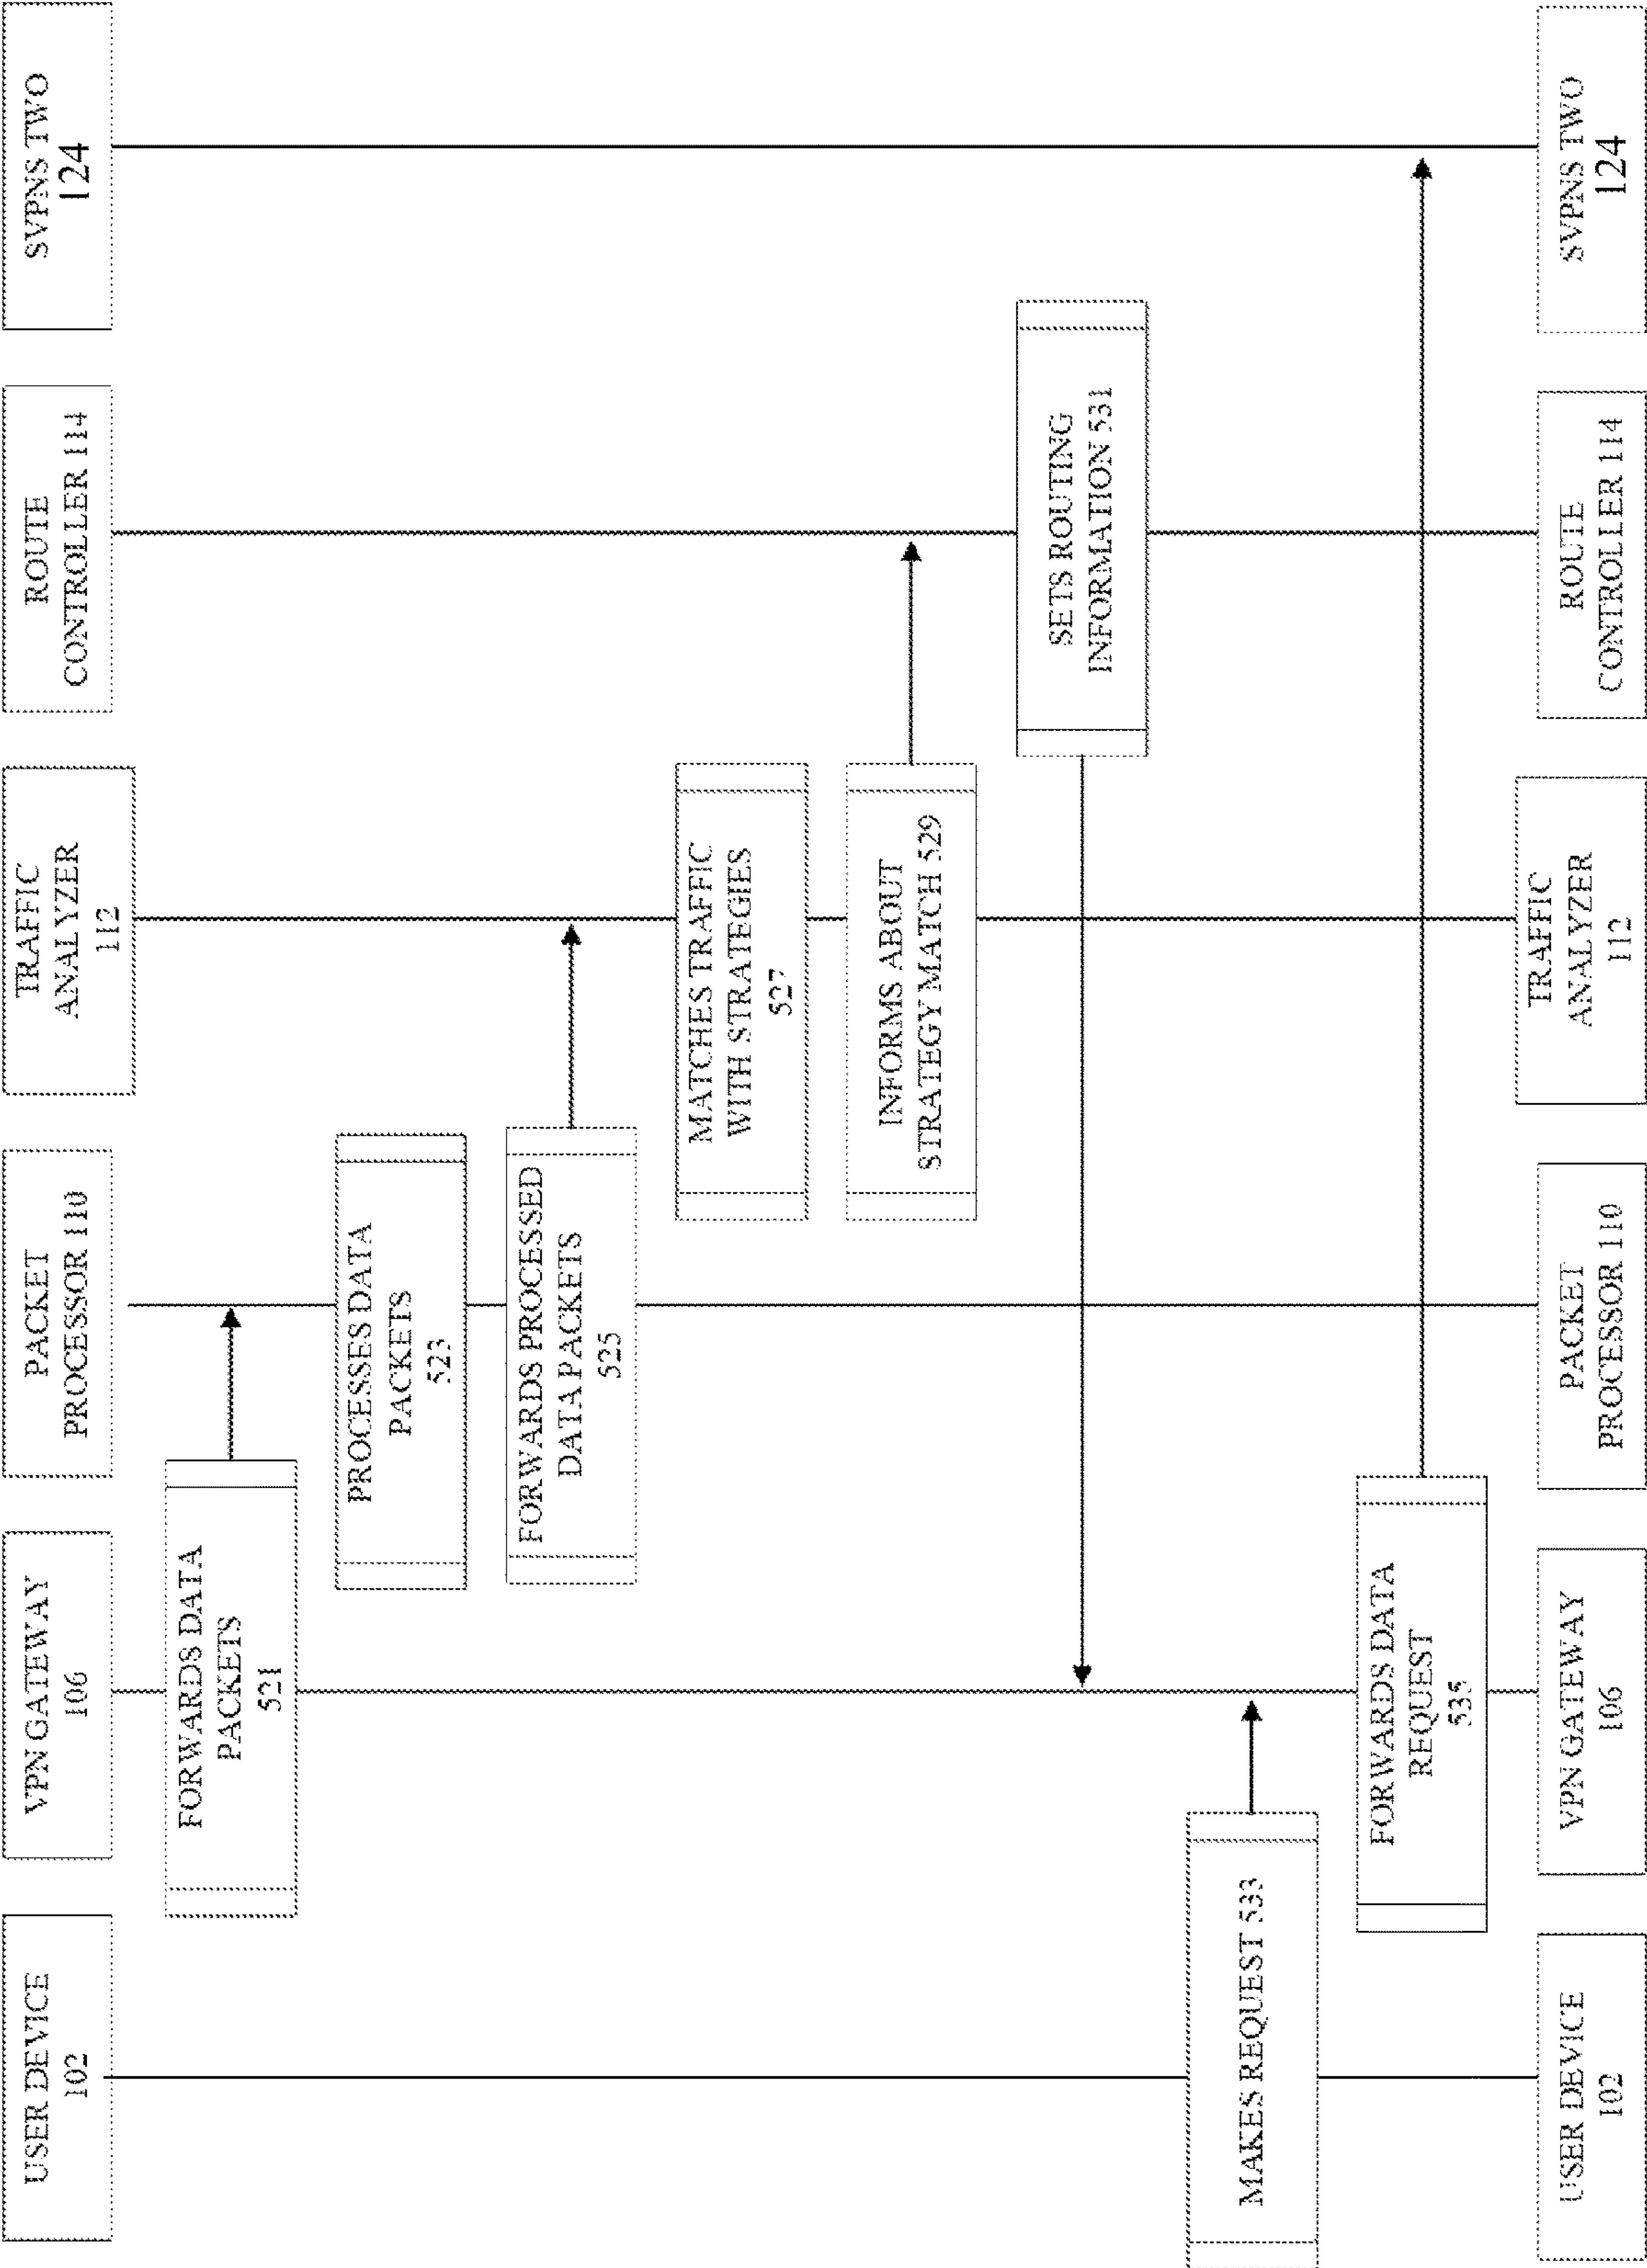 USER DEVICE
102
VPN GATEWAY
106
PACKET
PROCESSOR 110
TRAFFIC
ANALYZER
112
ROUTE
CONTROLLER 114
SVPNS TWO
124
FORWARDS DATA
PACKETS
521
PROCESSES DATA
PACKETS
523
FORWARDS PROCESSED
DATA PACKETS
525
MATCHES TRAFFIC
WITH STRATEGIES
527
INFORMS ABOUT
STRATEGY MATCH 529
SETS ROUTING
INFORMATION 531
MAKES REQUEST 533
FORWARDS DATA
REQUEST
535
USER DEVICE
102
VPN GATEWAY
106
PACKET
PROCESSOR 110
TRAFFIC
ANALYZER
112
ROUTE
CONTROLLER 114
SVPNS TWO
124